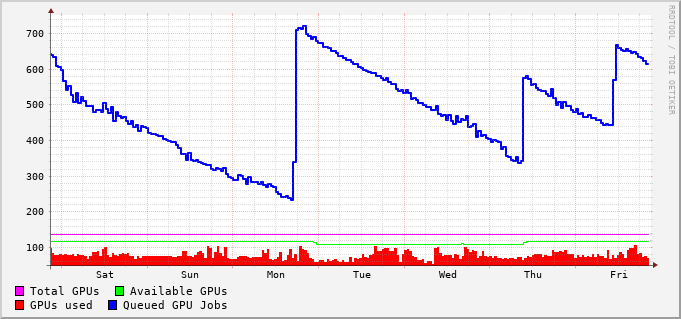 RRDTOOL / TOBI OETIKER
700
600
500
400
300
200
100
Sat Sun Mon Tue Wed Thu Fri
Total GPUs Available GPUs
GPUs used Queued GPU Jobs